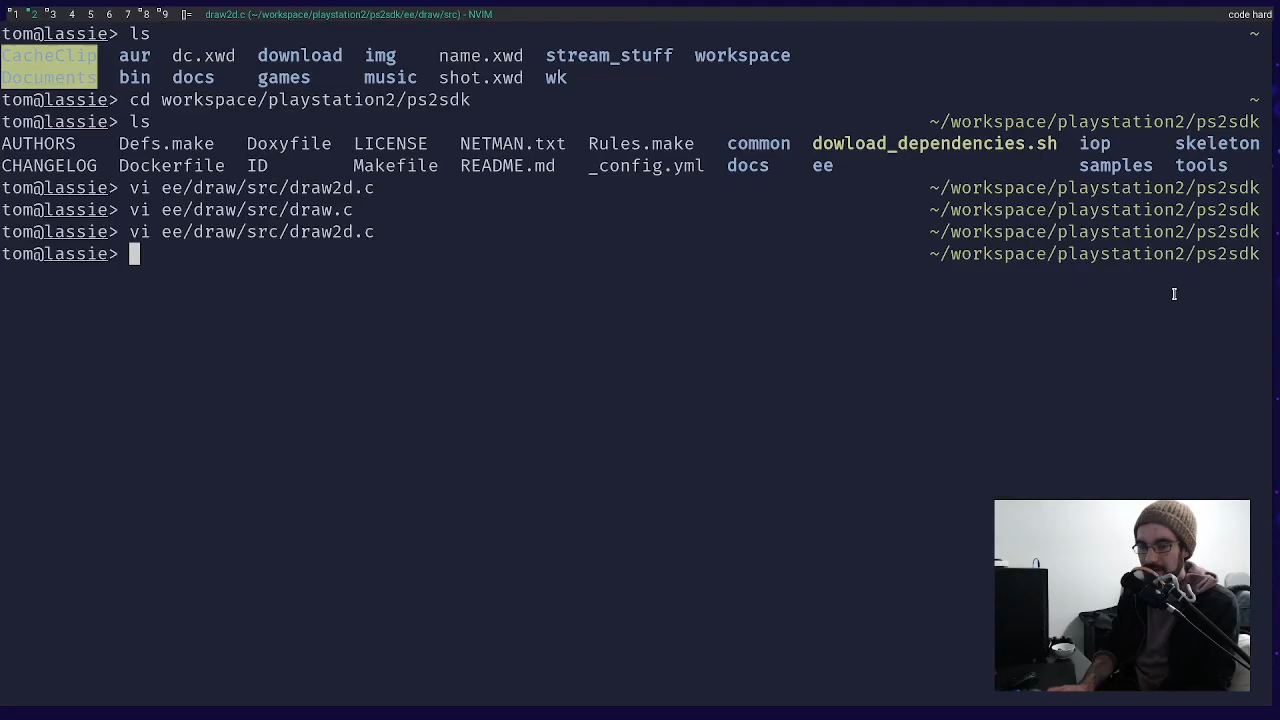 1 2 3 4 5 6 7 8 9 []= draw2d.c (~/workspace/playstation2/ps2sdk/ee/draw/src) - NVIM code hard
tom@lassie> ls ~
CacheClip aur dc.xwd download img name.xwd stream_stuff workspace
Documents bin docs games music shot.xwd wk
tom@lassie> cd workspace/playstation2/ps2sdk ~
tom@lassie> ls ~/workspace/playstation2/ps2sdk
AUTHORS Defs.make Doxyfile LICENSE NETMAN.txt Rules.make common dowload_dependencies.sh iop skeleton
CHANGELOG Dockerfile ID Makefile README.md _config.yml docs ee samples tools
tom@lassie> vi ee/draw/src/draw2d.c ~/workspace/playstation2/ps2sdk
tom@lassie> vi ee/draw/src/draw.c ~/workspace/playstation2/ps2sdk
tom@lassie> vi ee/draw/src/draw2d.c ~/workspace/playstation2/ps2sdk
tom@lassie> ~/workspace/playstation2/ps2sdk